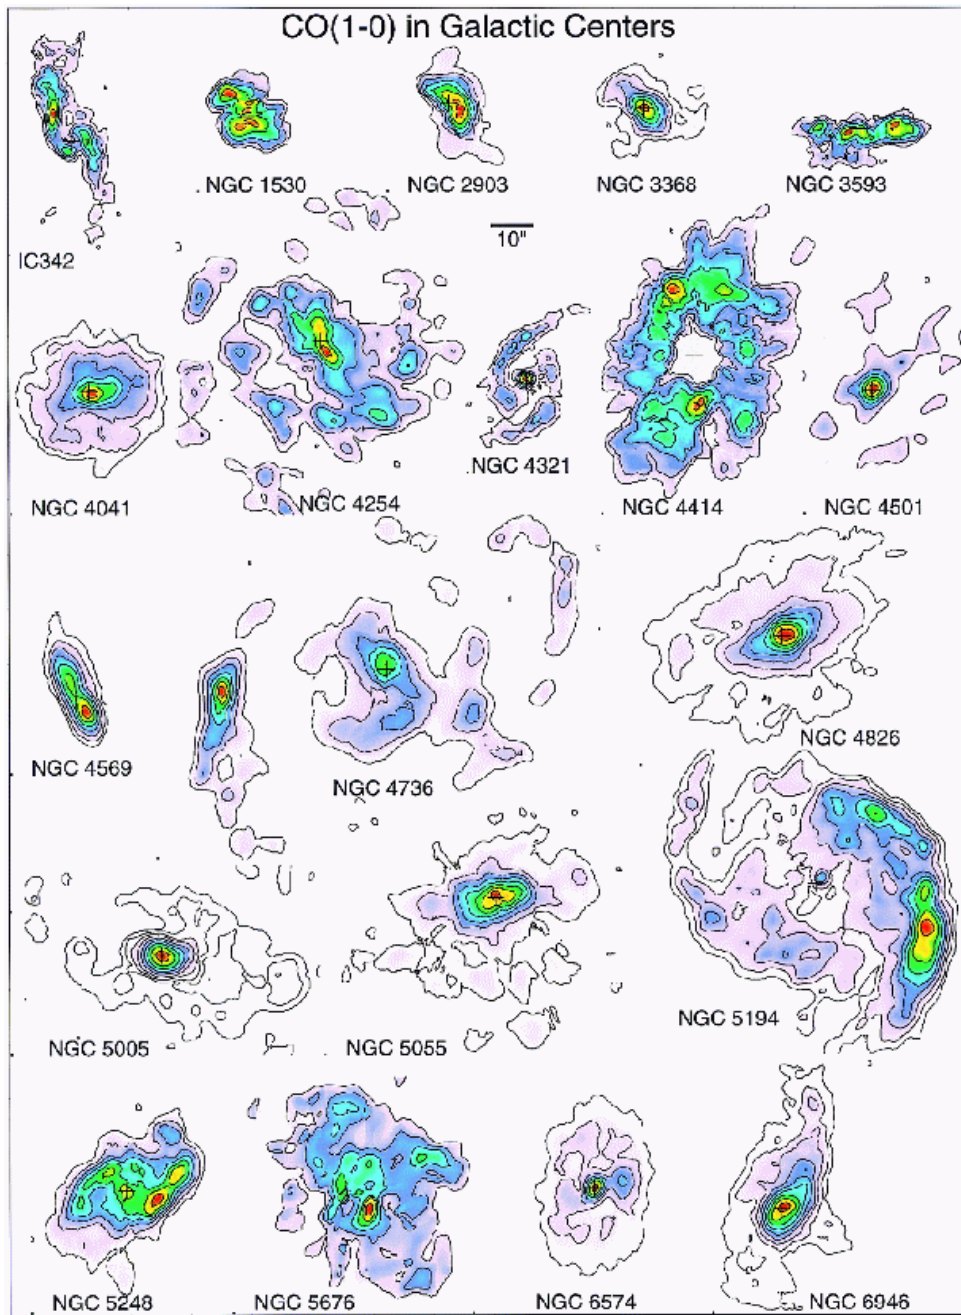 CO(1-0) in Galactic Centers
NGC 1530
NGC 2903
NGC 3368
NGC 3593
10"
IC342
NGC 4041
NGC 4254
NGC 4321
NGC 4414
NGC 4501
NGC 4569
NGC 4736
NGC 4826
NGC 5005
NGC 5055
NGC 5194
NGC 5248
NGC 5676
NGC 6574
NGC 6946